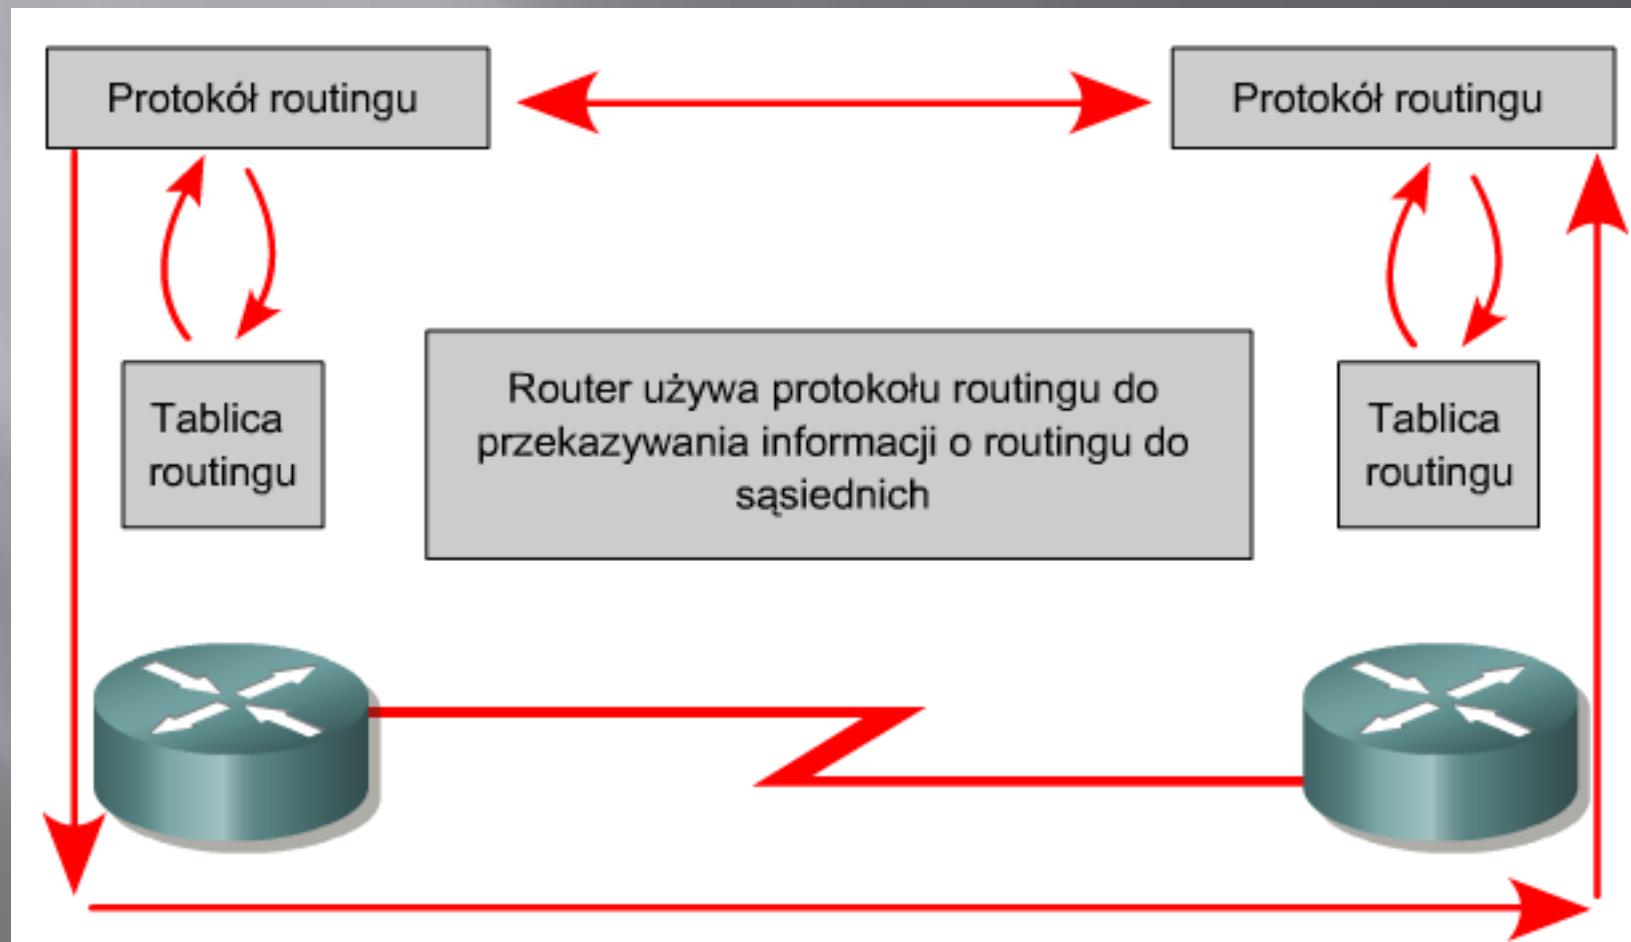 Protokół routingu
Protokół routingu
Tablica
routingu
Router używa protokołu routingu do
przekazywania informacji o routingu do
sąsiednich
Tablica
routingu